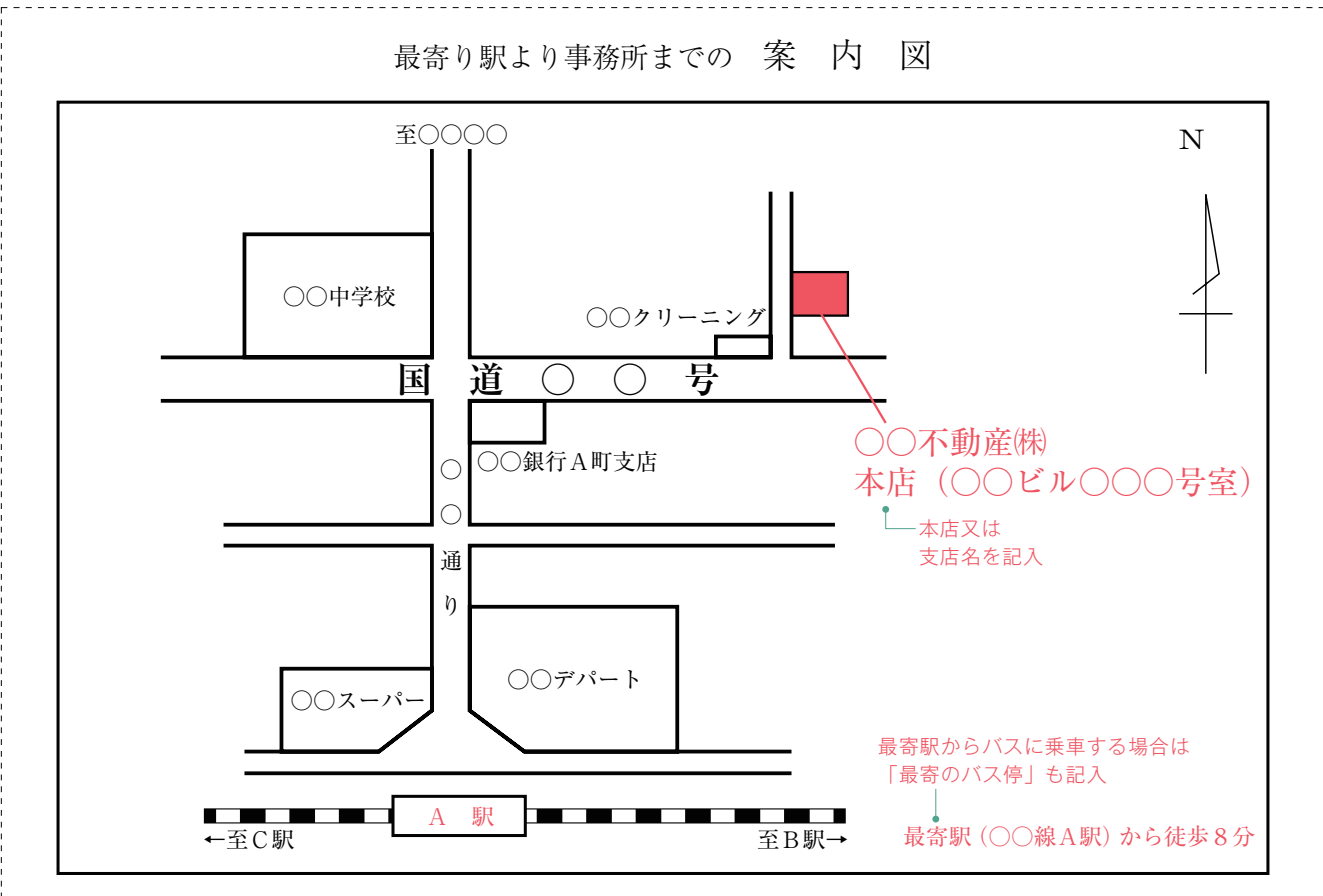 最寄り駅より事務所までの 案 内 図
至○○○○
N
○○中学校
○○クリーニング
国 道 ○ ○ 号
○○不動産㈱
本店（○○ビル○○○号室）
○○銀行A町支店
本店又は
支店名を記入
○○通り
○○デパート
○○スーパー
最寄駅からバスに乗車する場合は
「最寄のバス停」も記入
A 駅
←至C駅
至B駅→
最寄駅（○○線A駅）から徒歩８分